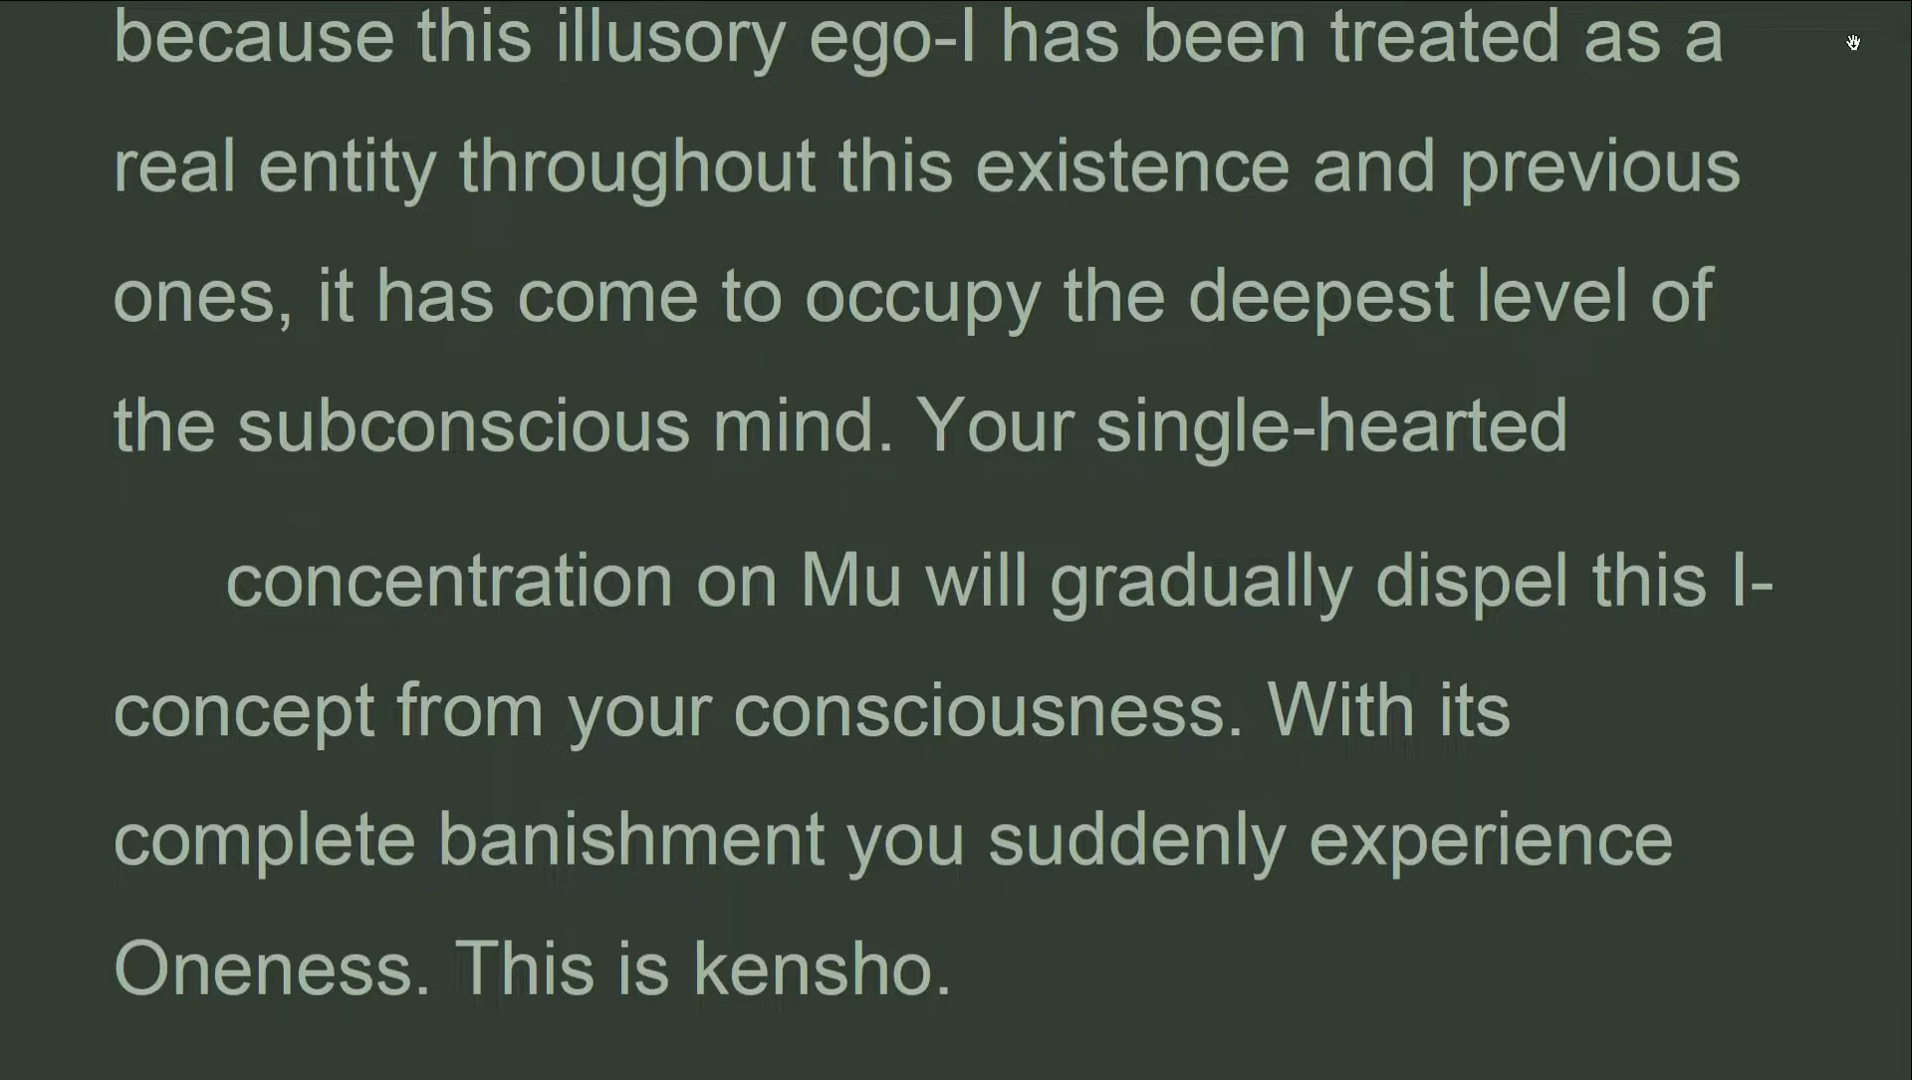 because this illusory ego-I has been treated as a
real entity throughout this existence and previous
ones, it has come to occupy the deepest level of
the subconscious mind. Your single-hearted
concentration on Mu will gradually dispel this I-
concept from your consciousness. With its
complete banishment you suddenly experience
Oneness. This is kensho.